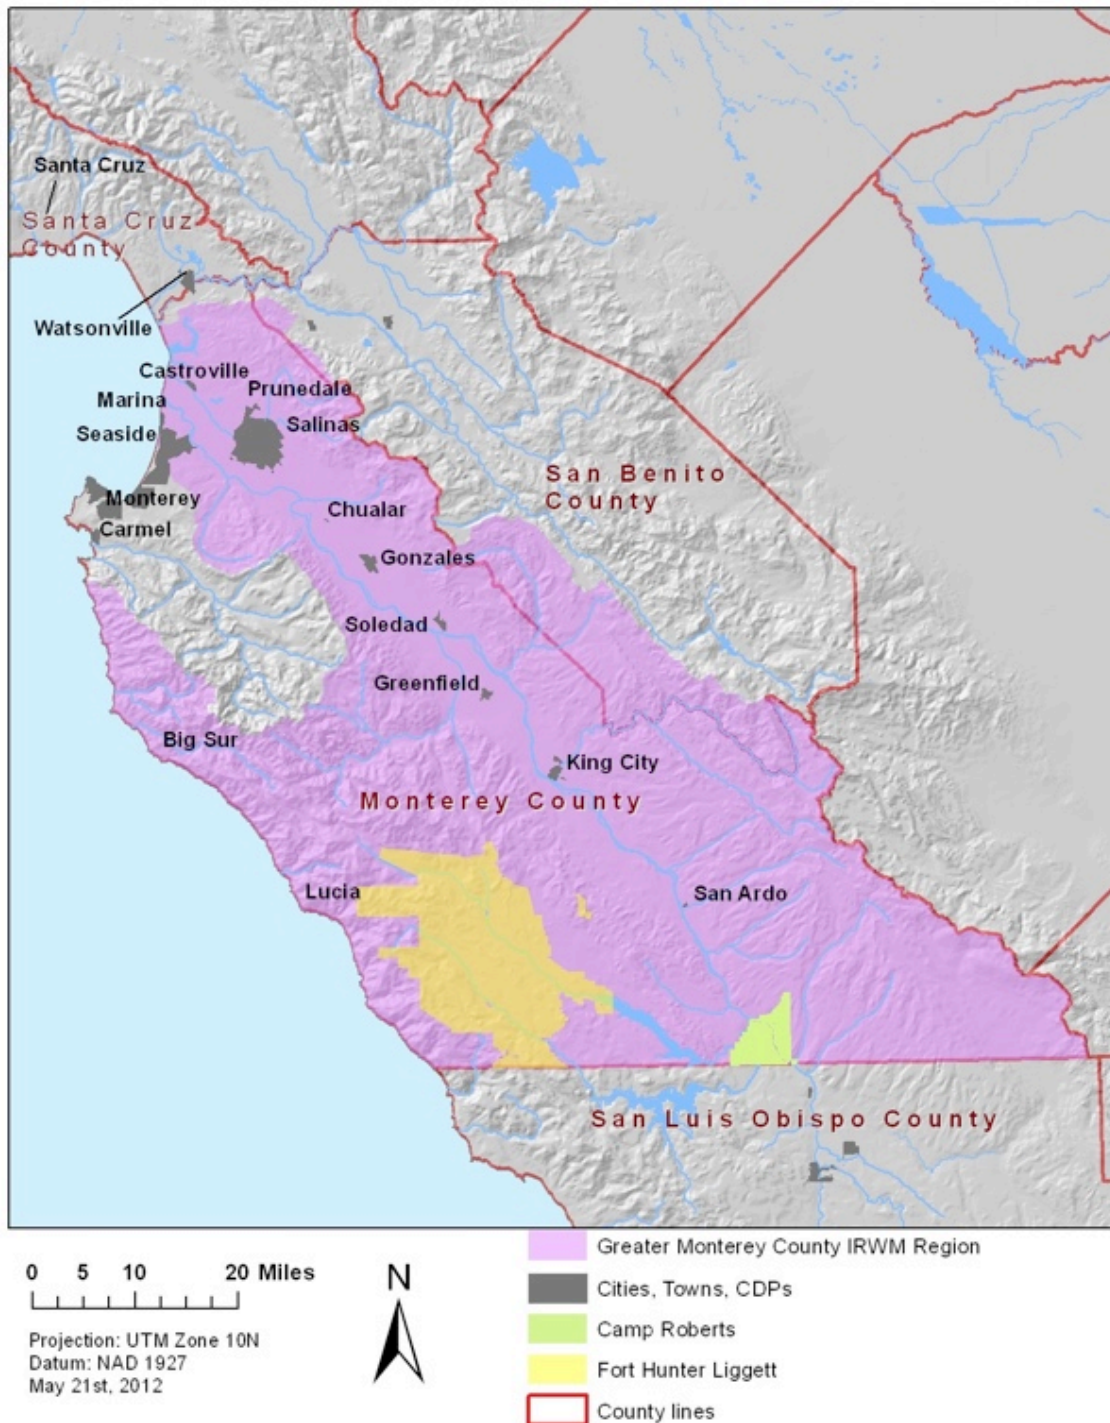 Santa Cruz
Santa Cruz
County
Watsonville
Castroville
Prunedale
Marina
Salinas
Seaside
San Benito
County
Monterey
Chualar
Carmel
Gonzales
Soledad
Greenfield
Big Sur
King City
Monterey County
Lucia
San Ardo
San Luis Obispo County
0 5 10 20 Miles
N
Projection: UTM Zone 10N
Datum: NAD 1927
May 21st, 2012
Greater Monterey County IRWM Region
Cities, Towns, CDPs
Camp Roberts
Fort Hunter Liggett
County lines